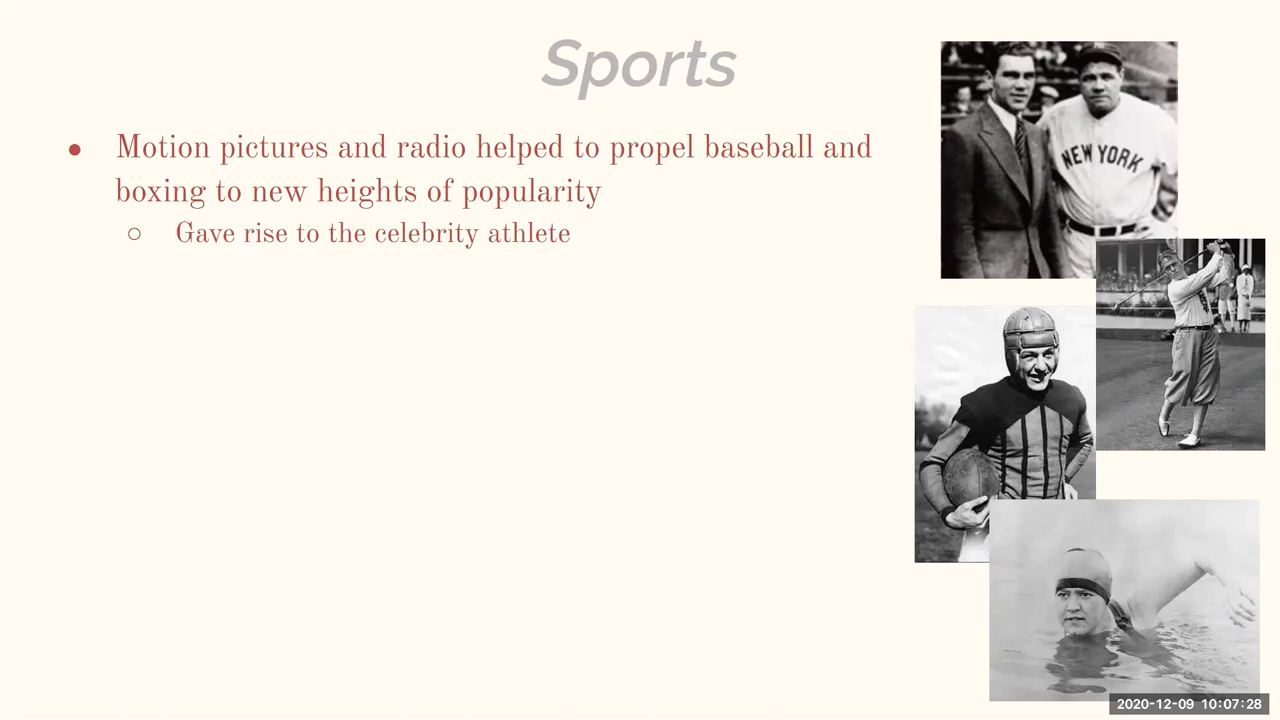 Sports
● Motion pictures and radio helped to propel baseball and
boxing to new heights of popularity
○ Gave rise to the celebrity athlete
NEW YORK
2020-12-09 10:07:28